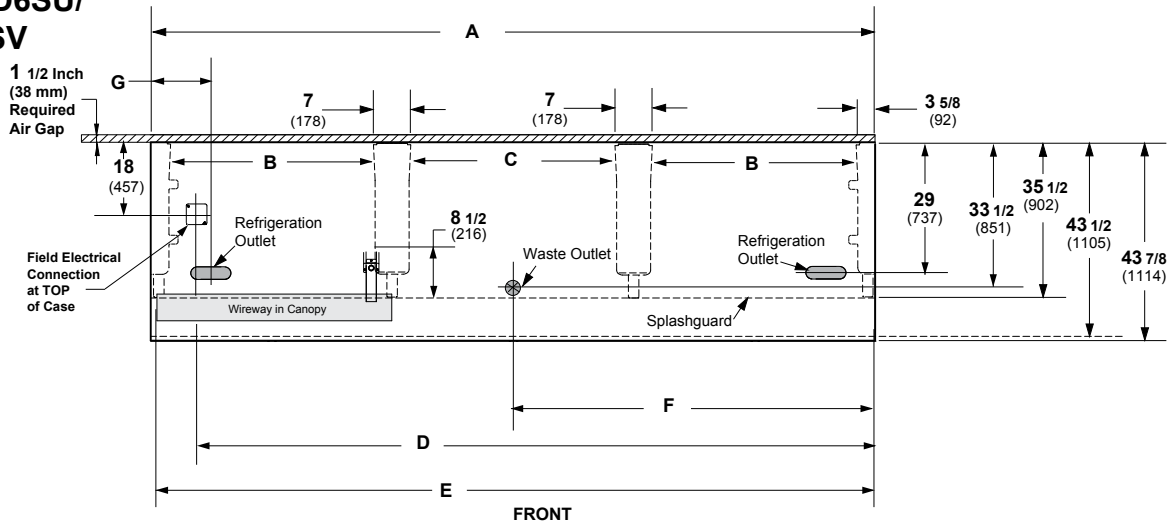 D6SU/
SV
A
1 1/2 Inch
(38 mm)
Required
Air Gap
G
7
(178)
7
(178)
3 5/8
(92)
18
(457)
B
C
B
8 1/2
(216)
29
(737)
33 1/2
(851)
35 1/2
(902)
43 1/2
(1105)
43 7/8
(1114)
Refrigeration
Outlet
Waste Outlet
Refrigeration
Outlet
Field Electrical
Connection
at TOP
of Case
Wireway in Canopy
Splashguard
F
D
E
FRONT